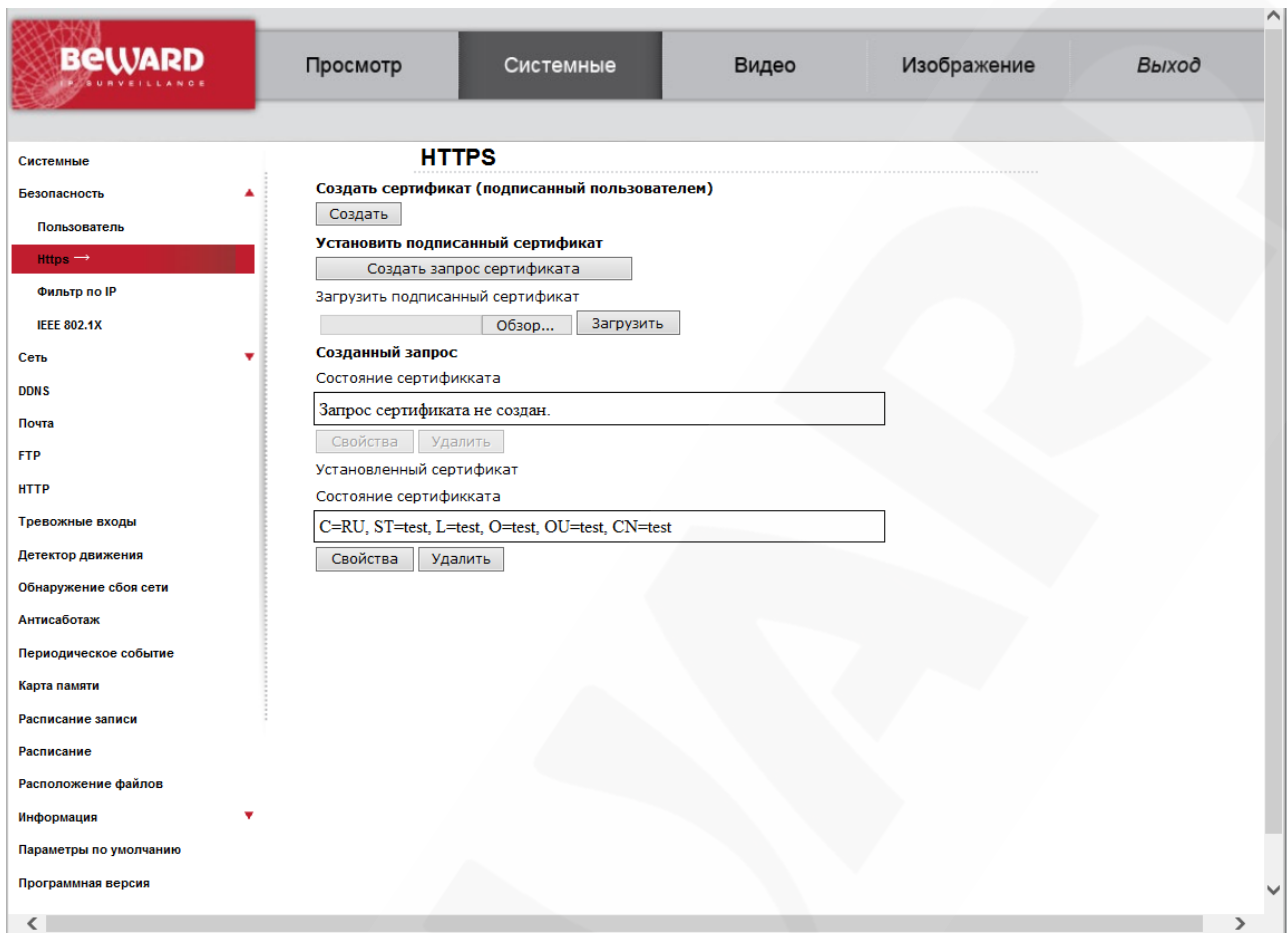 BEWARD
IP SURVEILLANCE
Просмотр
Системные
Видео
Изображение
Выход
Системные
Безопасность
Пользователь
Https →
Фильтр по IP
IEEE 802.1X
Сеть
DDNS
Почта
FTP
HTTP
Тревожные входы
Детектор движения
Обнаружение сбоя сети
Антисаботаж
Периодическое событие
Карта памяти
Расписание записи
Расписание
Расположение файлов
Информация
Параметры по умолчанию
Программная версия
HTTPS
Создать сертификат (подписанный пользователем)
Создать
Установить подписанный сертификат
Создать запрос сертификата
Загрузить подписанный сертификат
Обзор... Загрузить
Созданный запрос
Состояние сертификката
Запрос сертификата не создан.
Свойства Удалить
Установленный сертификат
Состояние сертификката
C=RU, ST=test, L=test, O=test, OU=test, CN=test
Свойства Удалить